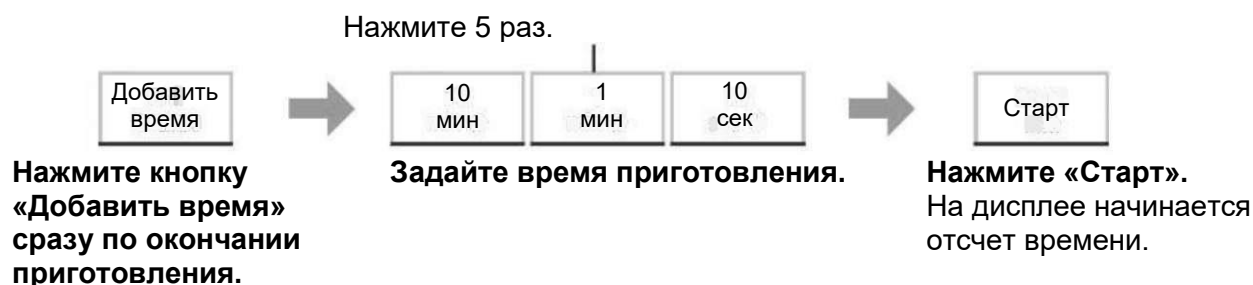 Нажмите 5 раз.
Добавить
время
10
мин
1
мин
10
сек
Старт
Нажмите кнопку
«Добавить время»
сразу по окончании
приготовления.
Задайте время приготовления.
Нажмите «Старт».
На дисплее начинается
отсчет времени.